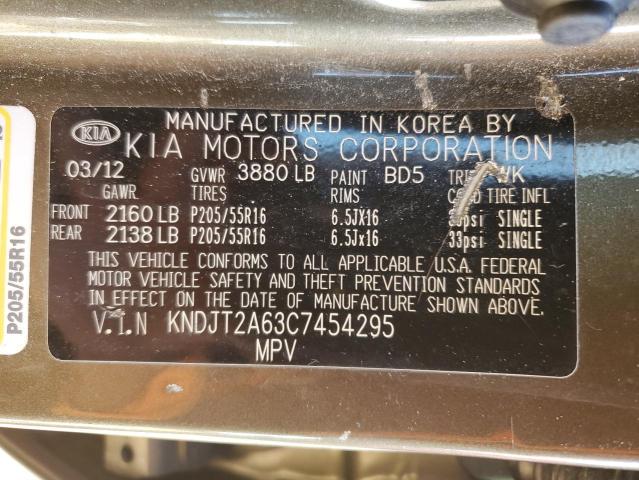 KIA
MANUFACTURED IN KOREA BY
KIA MOTORS CORPORATION
03/12 GVWR 3880 LB PAINT BD5
GAWR TIRES RIMS TIRE INFL
FRONT 2160 LB P205/55R16 6.5JX16 SINGLE
REAR 2138 LB P205/55R16 6.5Jx16 33psi SINGLE
THIS VEHICLE CONFORMS TO ALL APPLICABLE U.S.A. FEDERAL
MOTOR VEHICLE SAFETY AND THEFT PREVENTION STANDARDS
IN EFFECT ON THE DATE OF MANUFACTURE SHOWN ABOVE.
V.I.N KNDJT2A63C7454295
MPV
P205/55R16